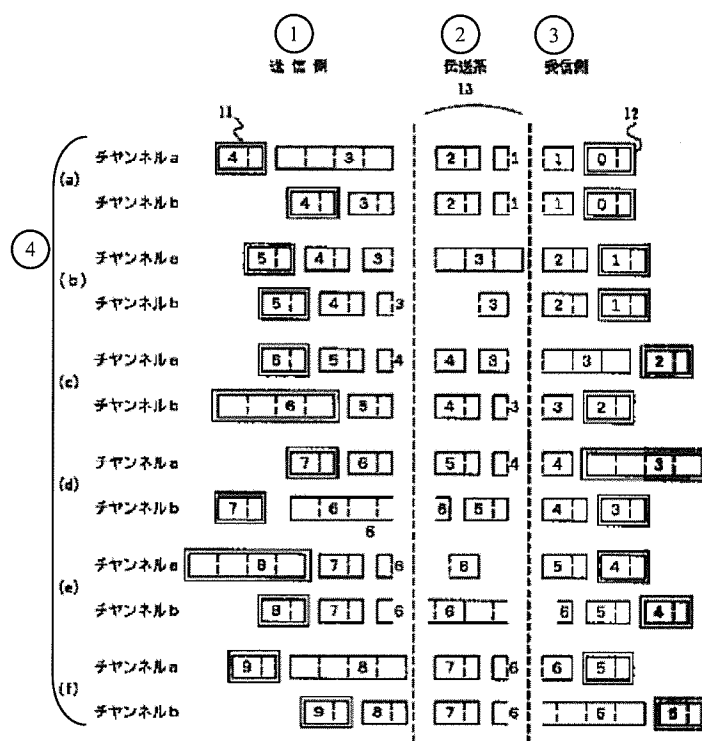 1 2 3
送信側 伝送系 受信側
13
11 12
4
(a) チャンネルa 4 3 2 1 1 0
チャンネルb 4 3 2 1 1 0
(b) チャンネルa 5 4 3 3 2 1
チャンネルb 5 4 3 3 2 1
(c) チャンネルa 6 5 4 4 3 3 2
チャンネルb 6 5 4 3 3 2
(d) チャンネルa 7 6 5 4 4 3
チャンネルb 7 6 6 5 4 3
6
(e) チャンネルa 8 7 6 6 5 4
チャンネルb 8 7 6 6 6 5 4
(f) チャンネルa 9 8 7 6 6 5
チャンネルb 9 8 7 6 6